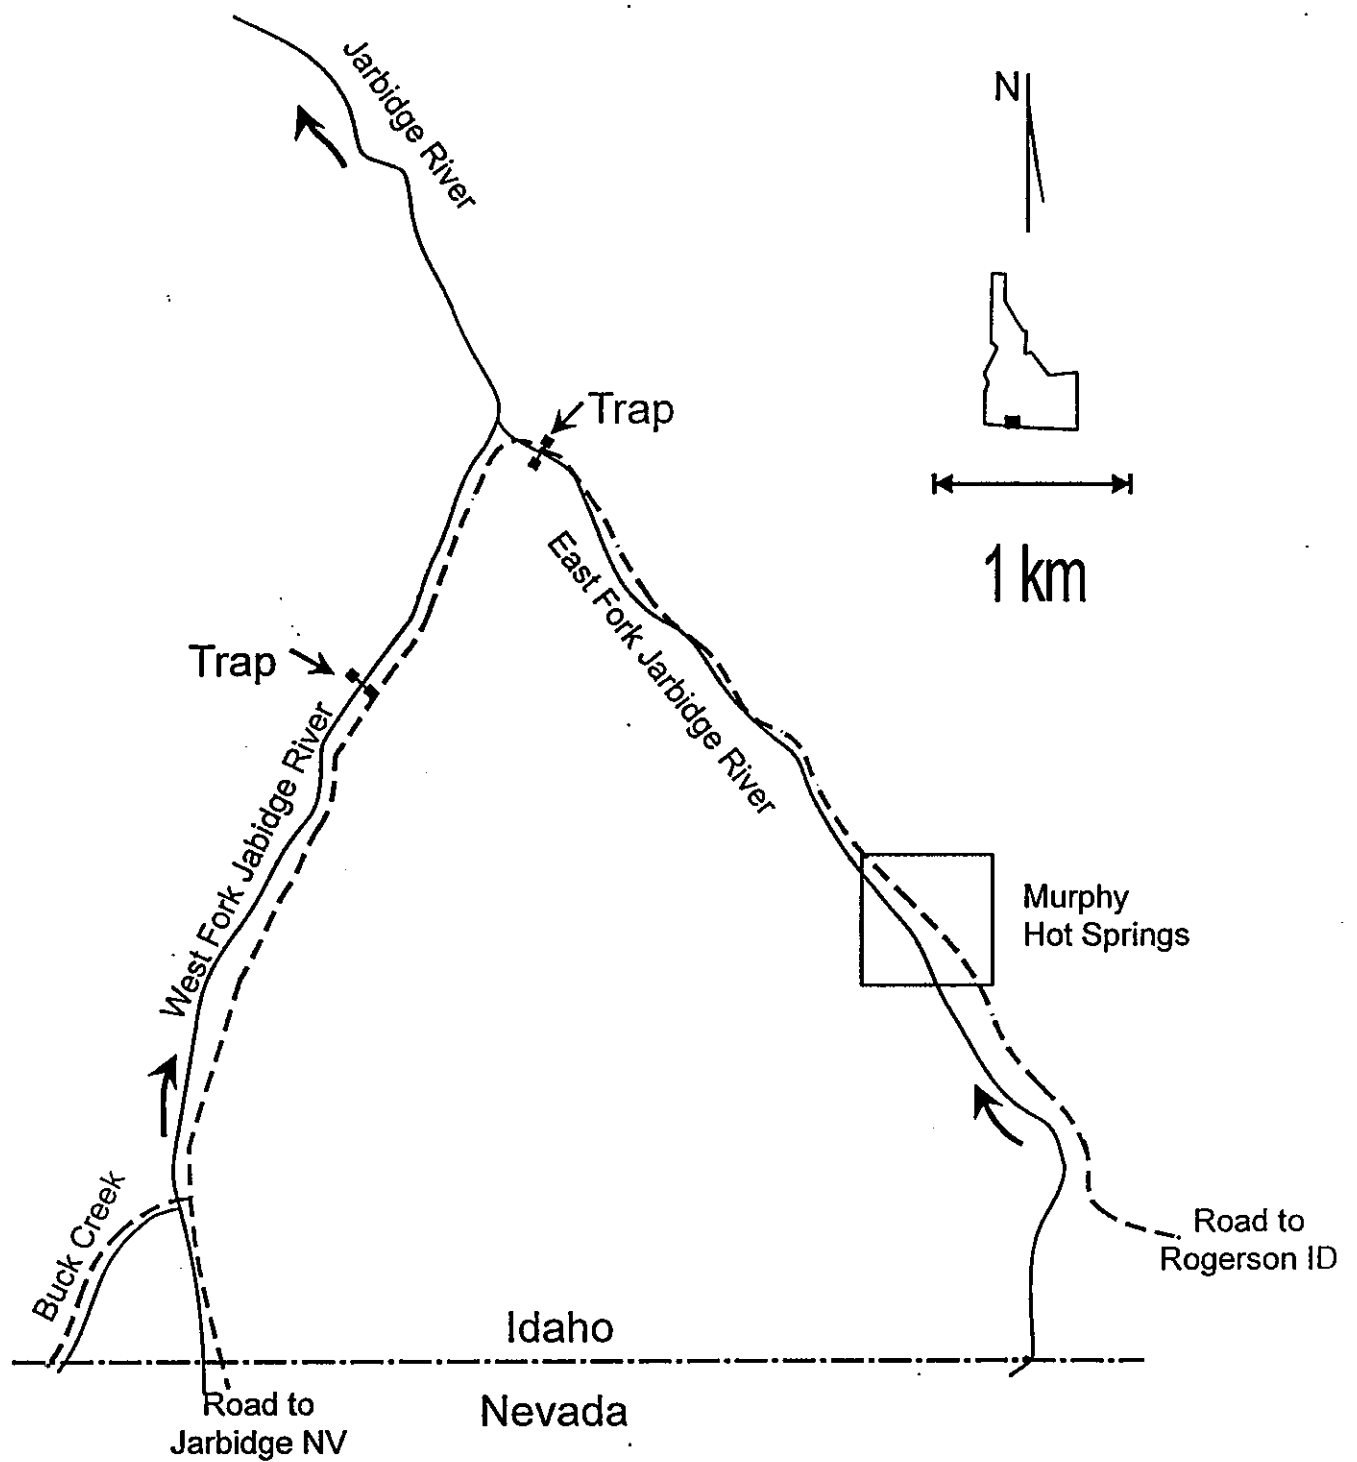 Jarbidge River
N
Trap
1 km
East Fork Jarbidge River
Trap
West Fork Jabidge River
Murphy
Hot Springs
Buck Creek
Road to
Rogerson ID
Idaho
Nevada
Road to
Jarbidge NV